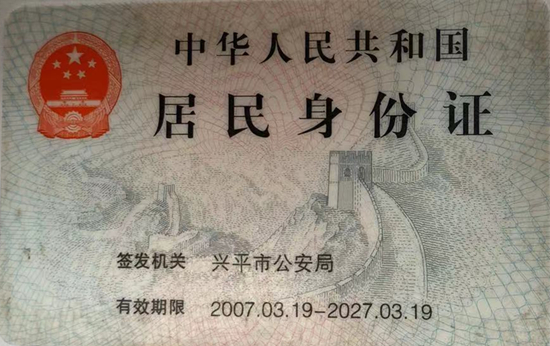 中华人民共和国
居民身份证
签发机关 兴平市公安局
有效期限 2007.03.19-2027.03.19